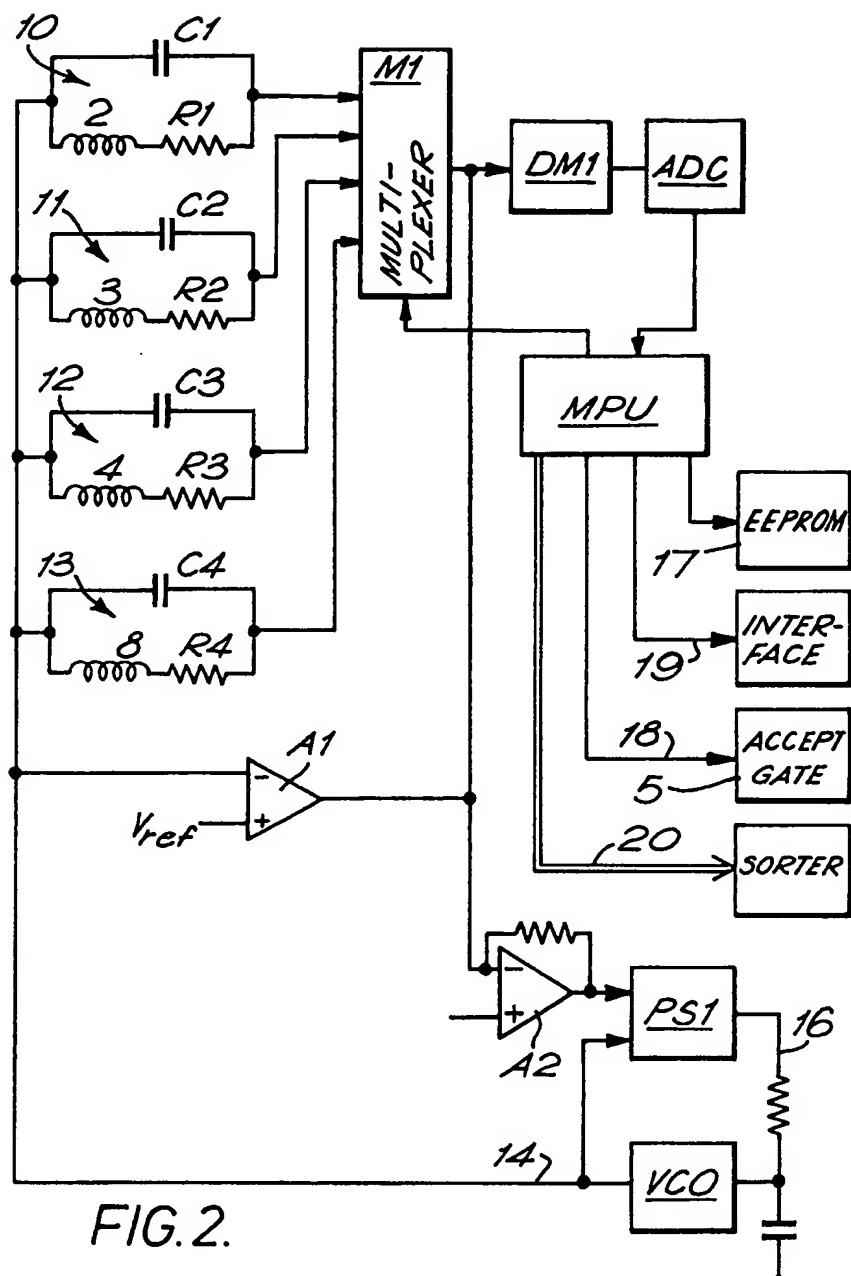 10
C1
2
R1
11
C2
3
R2
12
C3
4
R3
13
C4
8
R4
M1
MULTI-
PLEXER
DM1
ADC
MPU
EEPROM
17
INTER-
FACE
19
18
ACCEPT
GATE
5
20
SORTER
A1
Vref
-
+
-
+
A2
PS1
16
14
VCO
FIG.2.